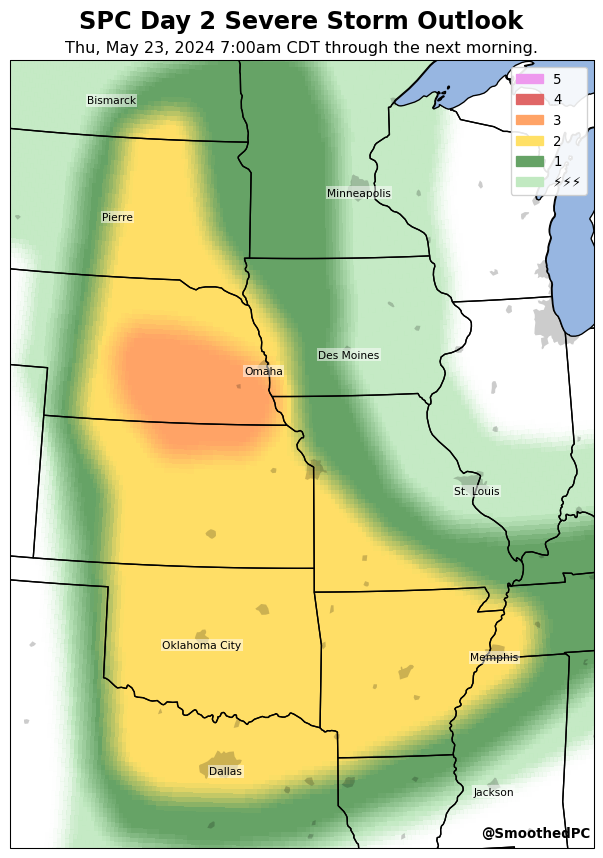 SPC Day 2 Severe Storm Outlook
Thu, May 23, 2024 7:00am CDT through the next morning.
5
4
3
2
1
⚡⚡⚡
Bismarck
Minneapolis
Pierre
Des Moines
Omaha
St. Louis
Oklahoma City
Memphis
Dallas
Jackson
@SmoothedPC